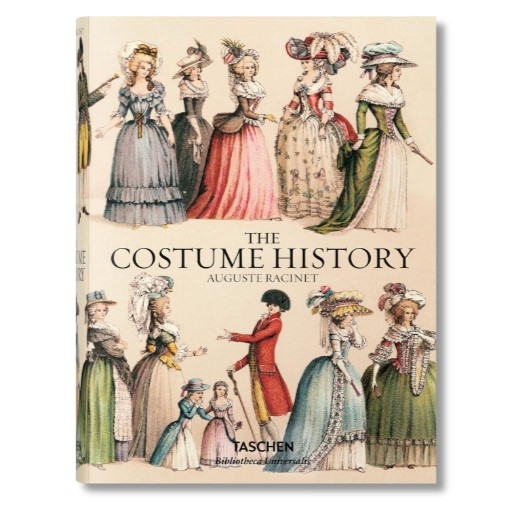 THE
COSTUME HISTORY
AUGUSTE RACINET
TASCHEN
Bibliotheca Universalis